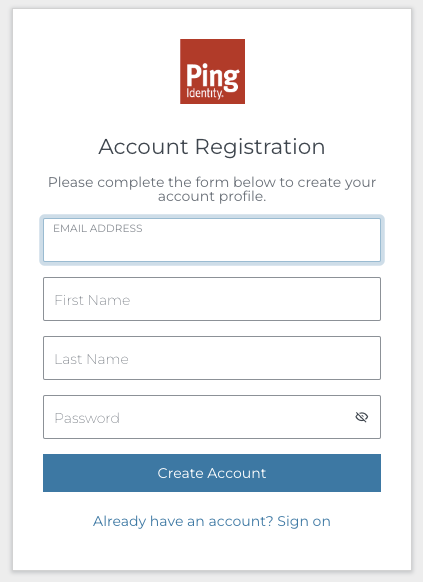 Ping
Identity.
Account Registration
Please complete the form below to create your
account profile.
EMAIL ADDRESS
First Name
Last Name
Password
Create Account
Already have an account? Sign on